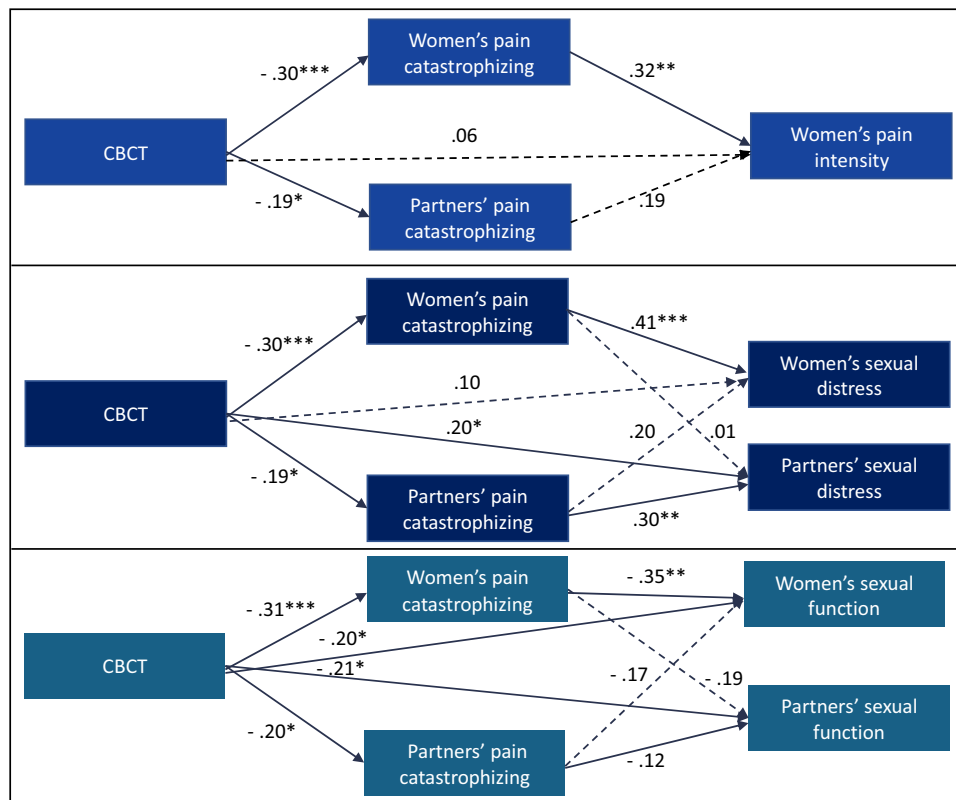 Women’s pain
catastrophizing
- .30***
.32**
CBCT
.06
Women’s pain
intensity
- .19*
Partners’ pain
catastrophizing
.19
Women’s pain
catastrophizing
- .30***
.41***
Women’s sexual
distress
CBCT
.10
.20*
.20
.01
- .19*
Partners’ sexual
distress
Partners’ pain
catastrophizing
.30**
Women’s pain
catastrophizing
- .35**
Women’s sexual
function
- .31***
- .20*
CBCT
- .21*
- .17
- .19
Partners’ sexual
function
- .20*
Partners’ pain
catastrophizing
- .12